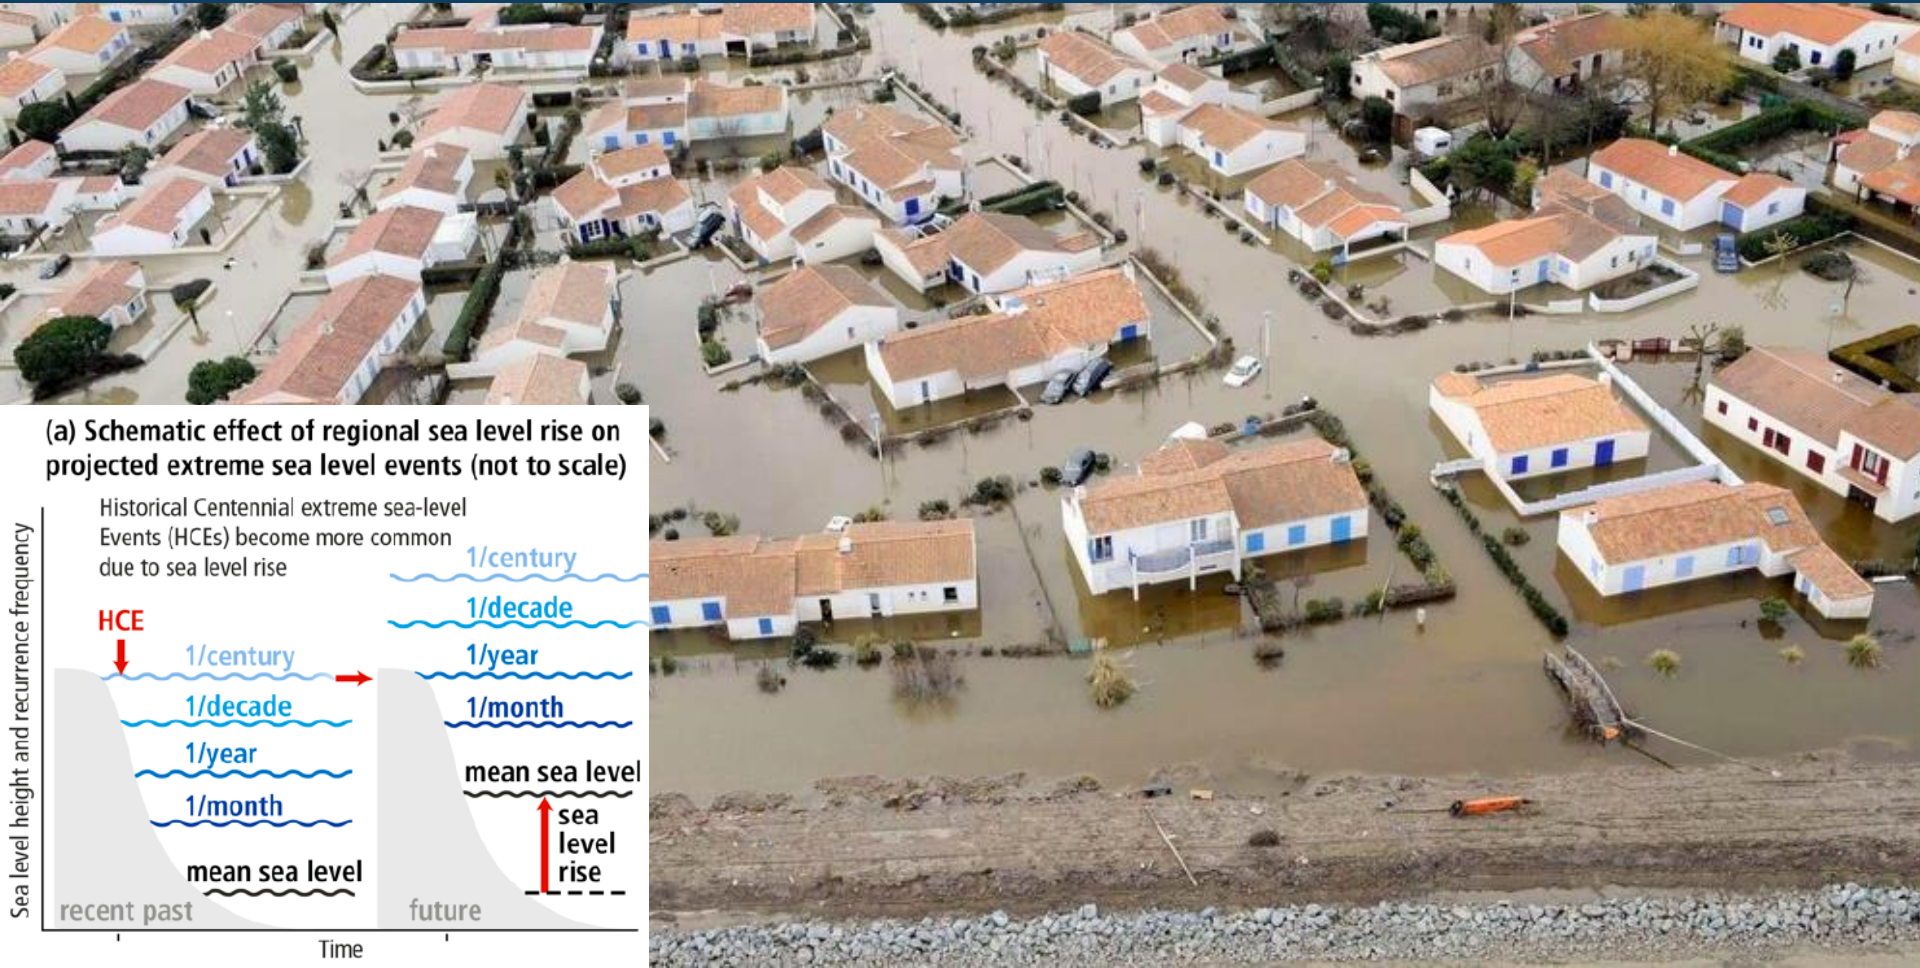 (a) Schematic effect of regional sea level rise on
projected extreme sea level events (not to scale)
Historical Centennial extreme sea-level
Events (HCEs) become more common
due to sea level rise
Sea level height and recurrence frequency
HCE
1/century
1/decade
1/year
1/month
mean sea level
recent past
1/century
1/decade
1/year
1/month
mean sea level
sea
level
rise
future
Time